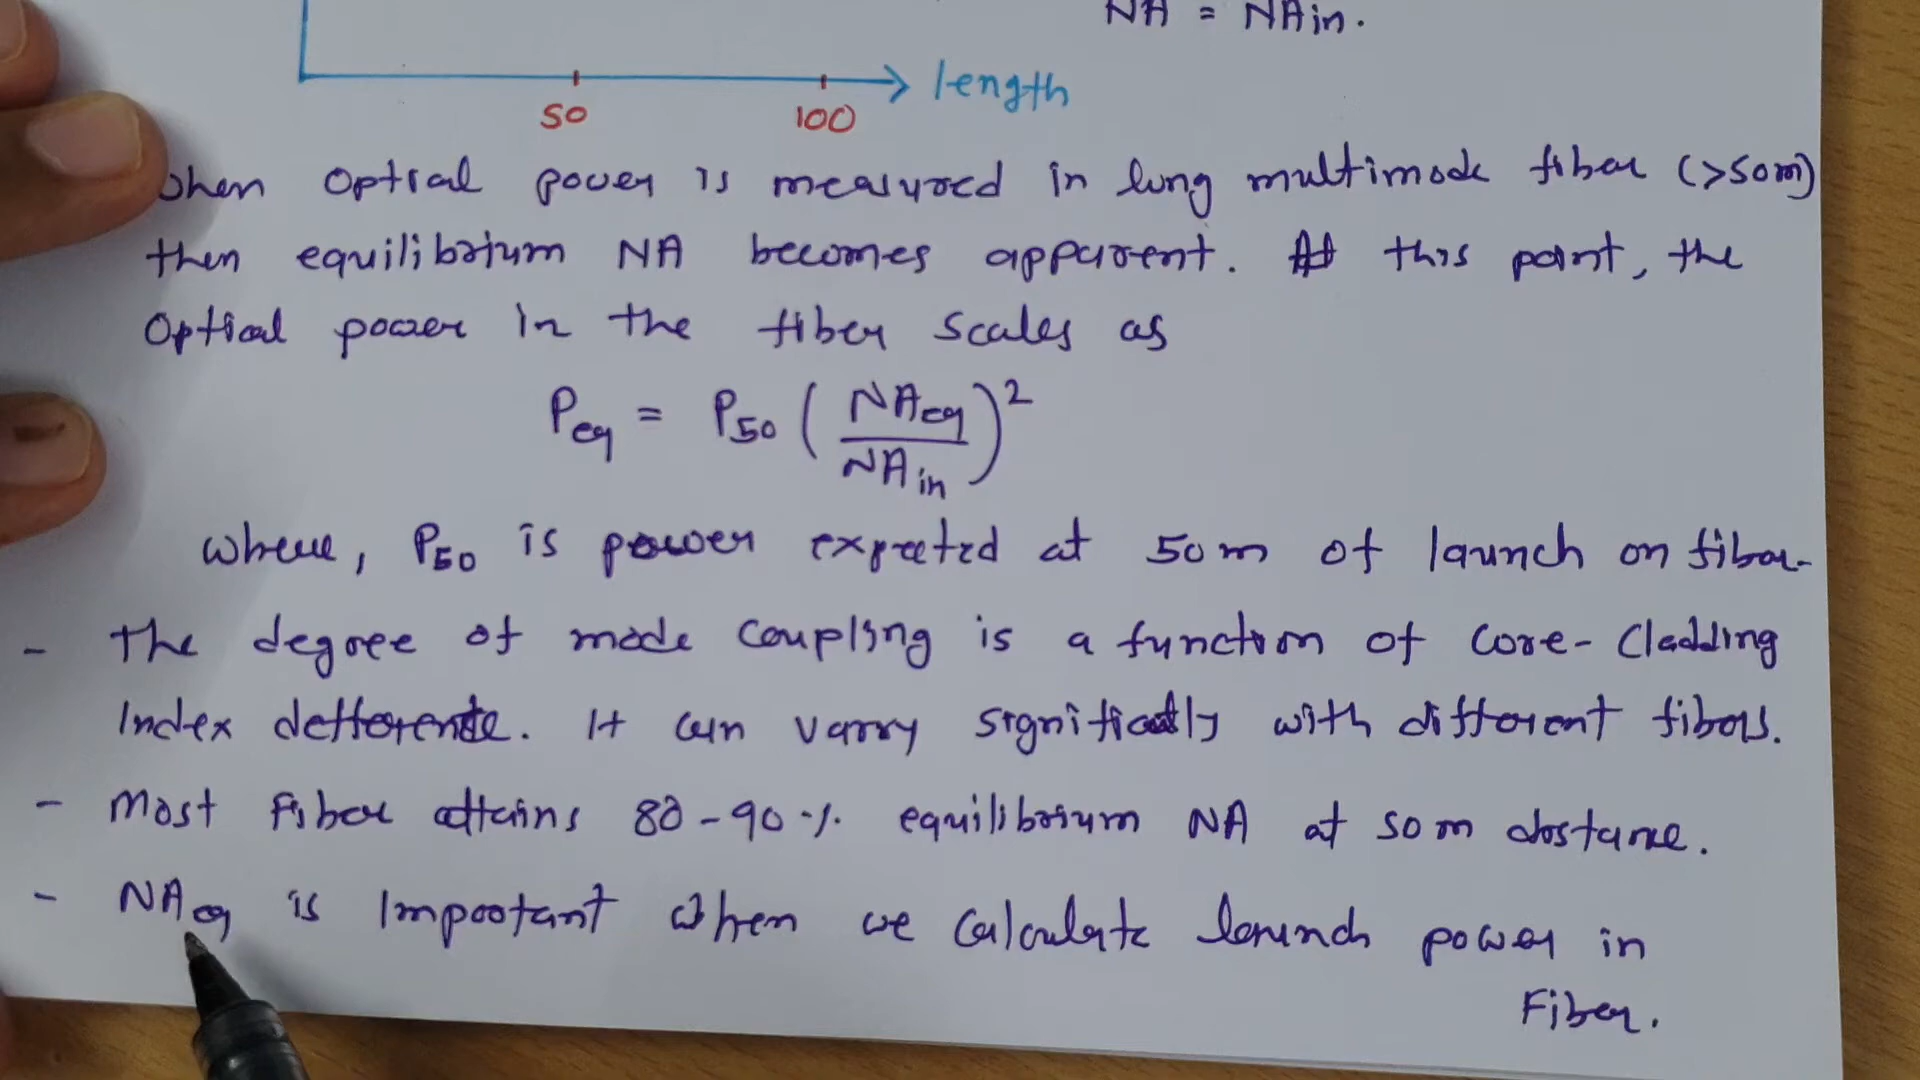 NA = NAin.
length
50 100
when optical power is measured in long multimode fiber (>50m)
then equilibrium NA becomes apparent. At this point, the
Optical power in the fiber scales as
Peq = P50 (NAeq / NAin)^2
where, P50 is power expected at 50m of launch on fiber.
- The degree of mode coupling is a function of core-cladding
Index defference. It can varry significatly with different fibers.
- Most Fiber attains 80-90% equilibrium NA at 50m distance.
- NAeq is Important when we calculate launch power in
Fiber.